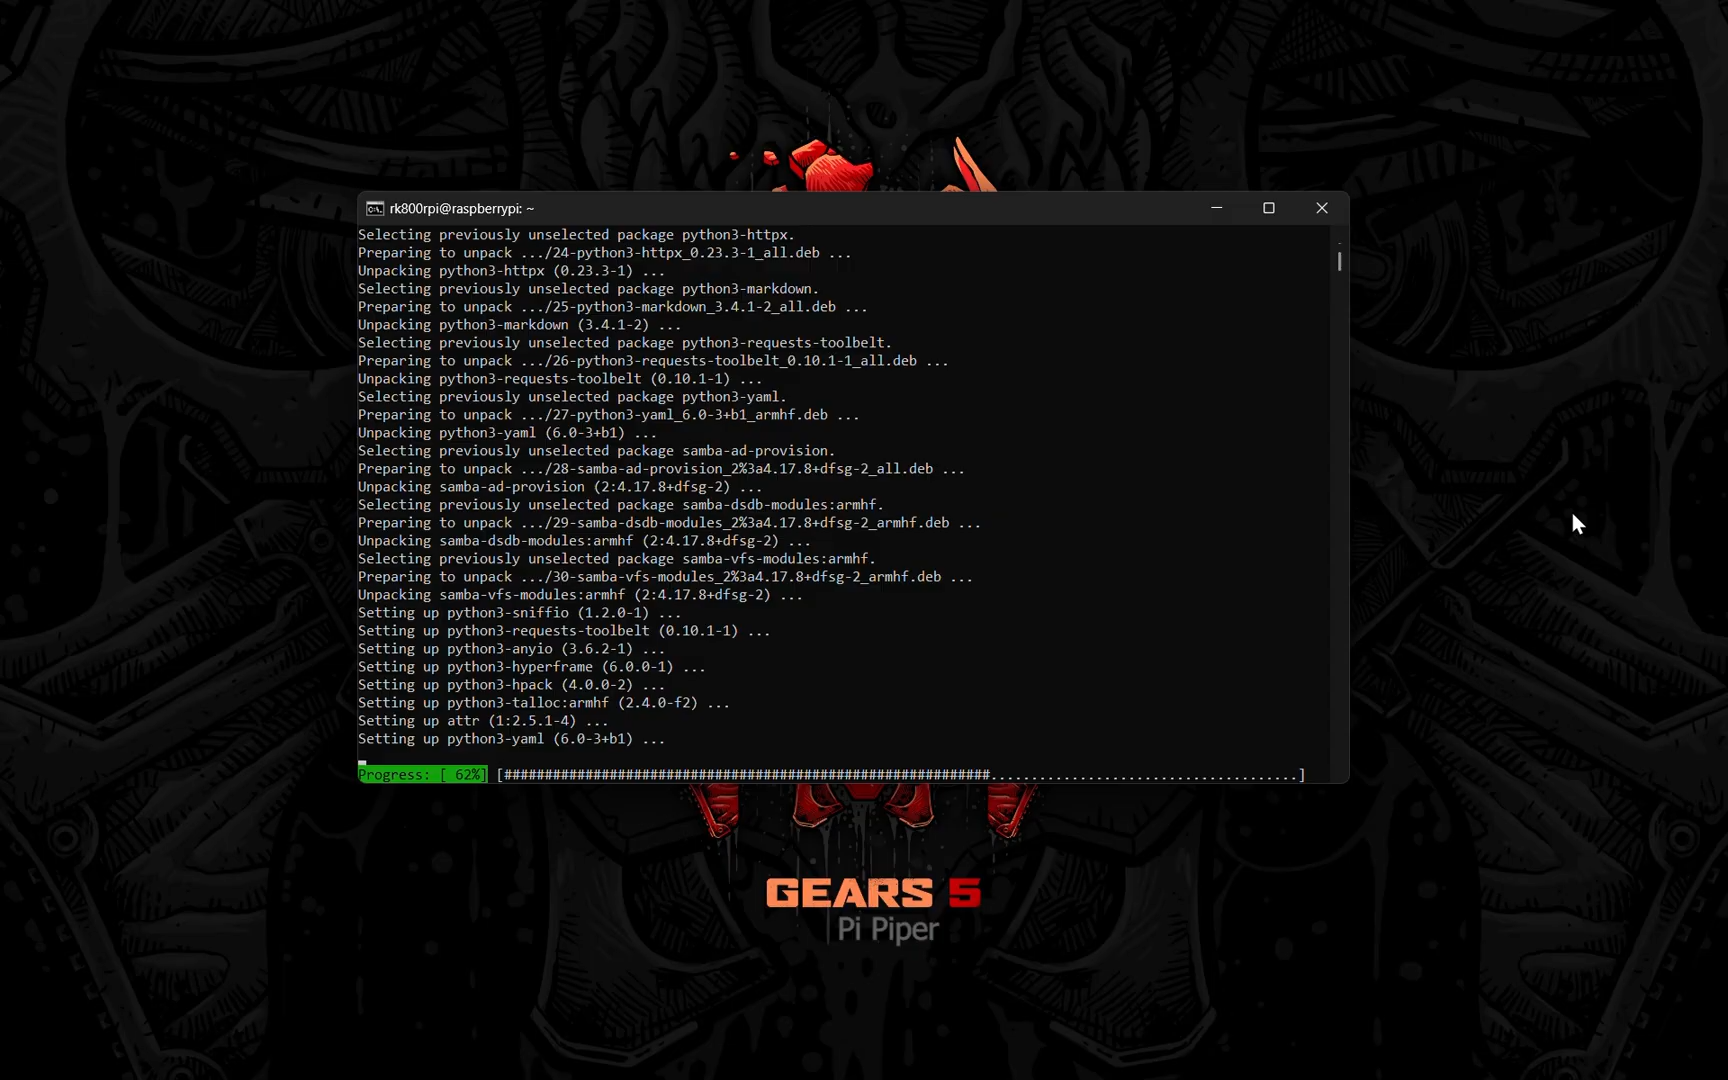 rk800rpi@raspberrypi: ~
Selecting previously unselected package python3-httpx.
Preparing to unpack .../24-python3-httpx_0.23.3-1_all.deb ...
Unpacking python3-httpx (0.23.3-1) ...
Selecting previously unselected package python3-markdown.
Preparing to unpack .../25-python3-markdown_3.4.1-2_all.deb ...
Unpacking python3-markdown (3.4.1-2) ...
Selecting previously unselected package python3-requests-toolbelt.
Preparing to unpack .../26-python3-requests-toolbelt_0.10.1-1_all.deb ...
Unpacking python3-requests-toolbelt (0.10.1-1) ...
Selecting previously unselected package python3-yaml.
Preparing to unpack .../27-python3-yaml_6.0-3+b1_armhf.deb ...
Unpacking python3-yaml (6.0-3+b1) ...
Selecting previously unselected package samba-ad-provision.
Preparing to unpack .../28-samba-ad-provision_2%3a4.17.8+dfsg-2_all.deb ...
Unpacking samba-ad-provision (2:4.17.8+dfsg-2) ...
Selecting previously unselected package samba-dsdb-modules:armhf.
Preparing to unpack .../29-samba-dsdb-modules_2%3a4.17.8+dfsg-2_armhf.deb ...
Unpacking samba-dsdb-modules:armhf (2:4.17.8+dfsg-2) ...
Selecting previously unselected package samba-vfs-modules:armhf.
Preparing to unpack .../30-samba-vfs-modules_2%3a4.17.8+dfsg-2_armhf.deb ...
Unpacking samba-vfs-modules:armhf (2:4.17.8+dfsg-2) ...
Setting up python3-sniffio (1.2.0-1) ...
Setting up python3-requests-toolbelt (0.10.1-1) ...
Setting up python3-anyio (3.6.2-1) ...
Setting up python3-hyperframe (6.0.0-1) ...
Setting up python3-hpack (4.0.0-2) ...
Setting up python3-talloc:armhf (2.4.0-f2) ...
Setting up attr (1:2.5.1-4) ...
Setting up python3-yaml (6.0-3+b1) ...
Progress: [ 62%] [############################################################......................................]
GEARS 5
Pi Piper